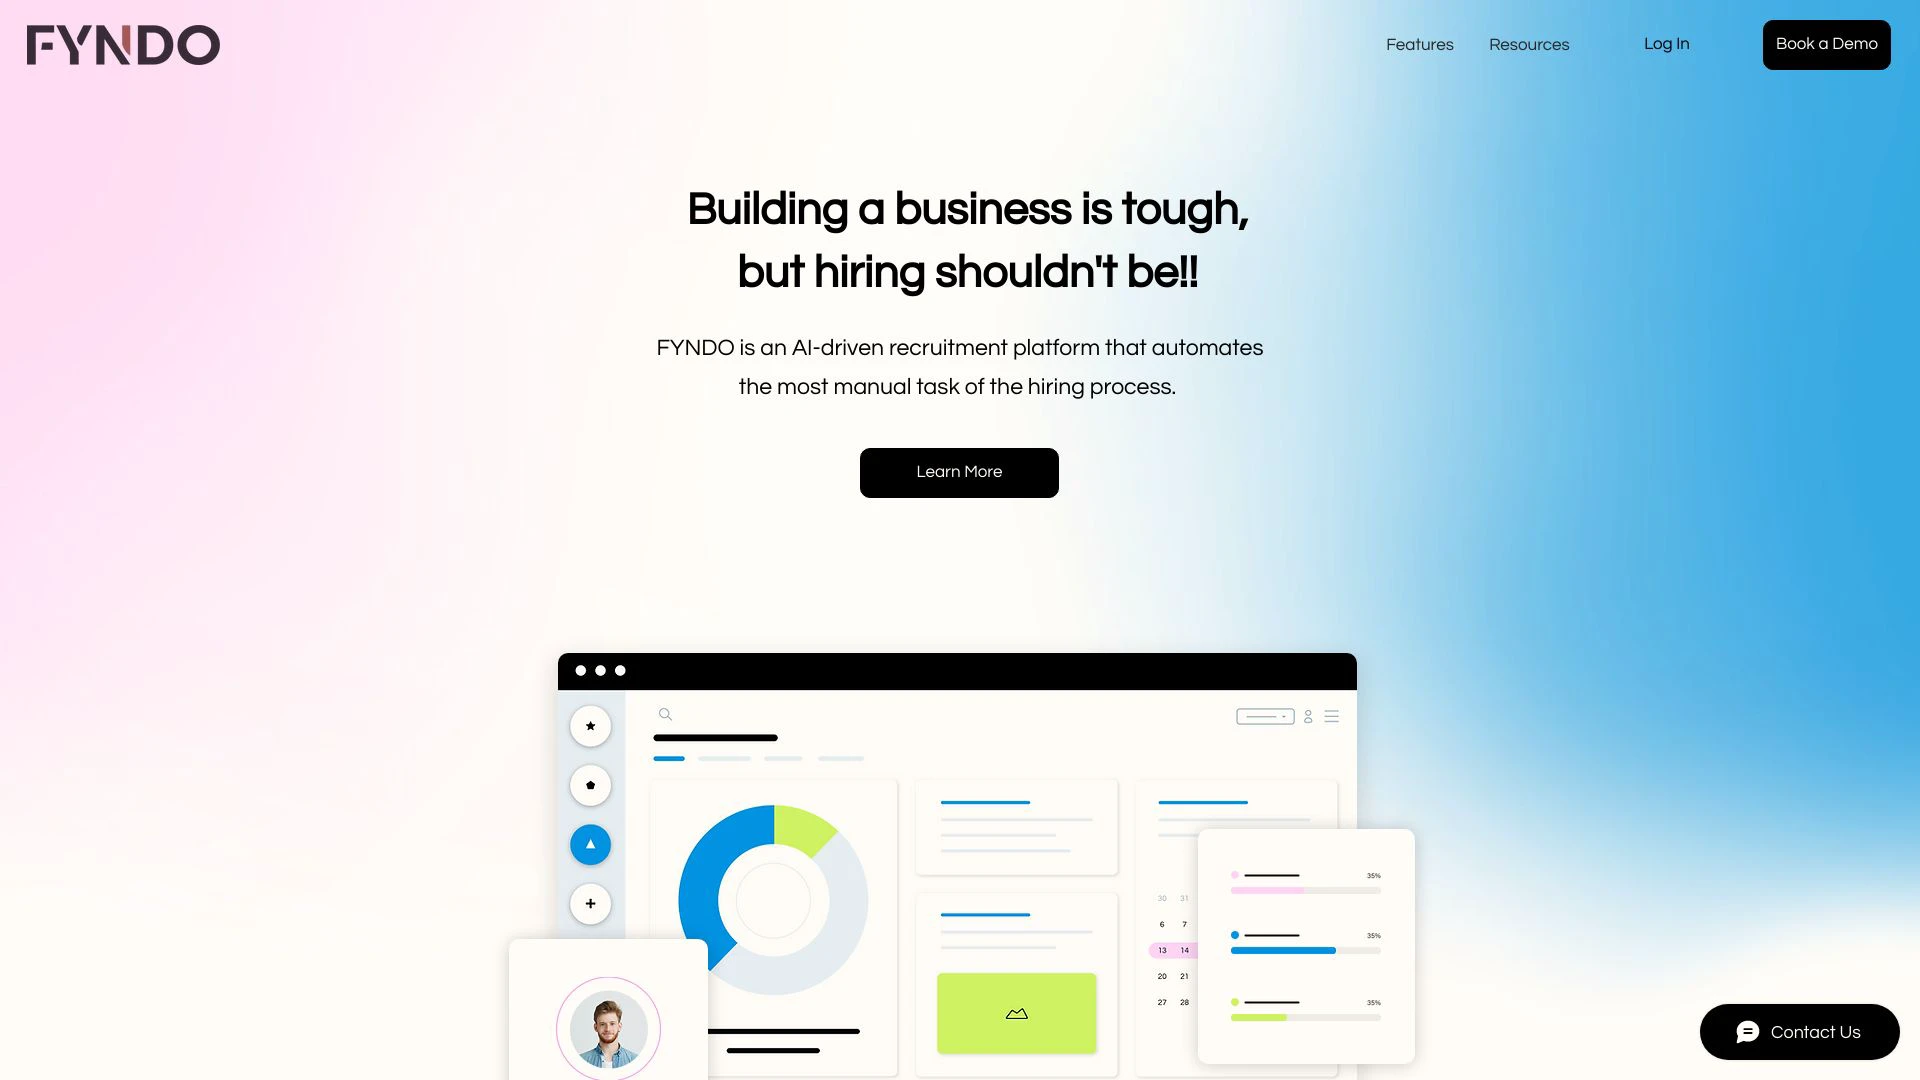 FYNDO
Features
Resources
Log In
Book a Demo
Building a business is tough,
but hiring shouldn't be!!
FYNDO is an AI-driven recruitment platform that automates
the most manual task of the hiring process.
Learn More
30 31
6 7
13 14
20 21
27 28
35%
35%
35%
Contact Us